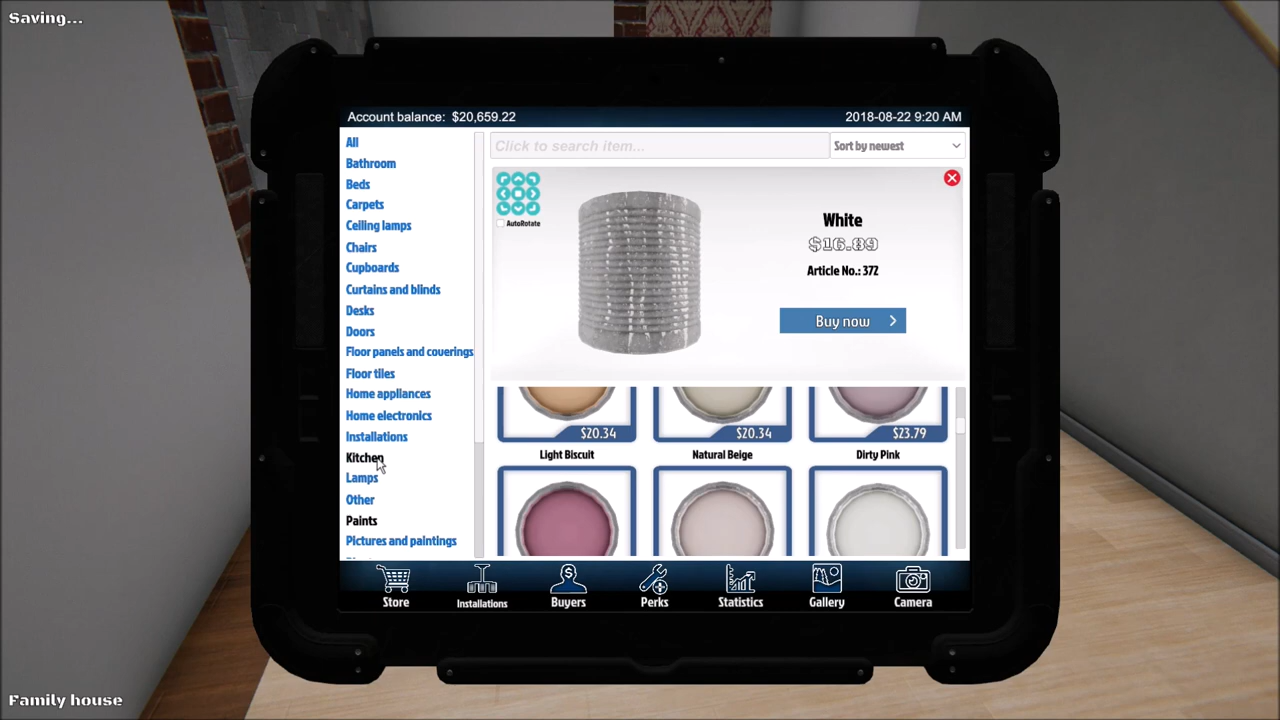 Saving...
Account balance: $20,659.22
2018-08-22 9:20 AM
All
Bathroom
Beds
Carpets
Ceiling lamps
Chairs
Cupboards
Curtains and blinds
Desks
Doors
Floor panels and coverings
Floor tiles
Home appliances
Home electronics
Installations
Kitchen
Lamps
Other
Paints
Pictures and paintings
Click to search item...
Sort by newest
AutoRotate
White
$16.89
Article No.: 372
Buy now
$20.34
$20.34
$23.79
Light Biscuit
Natural Beige
Dirty Pink
Store
Installations
Buyers
Perks
Statistics
Gallery
Camera
Family house